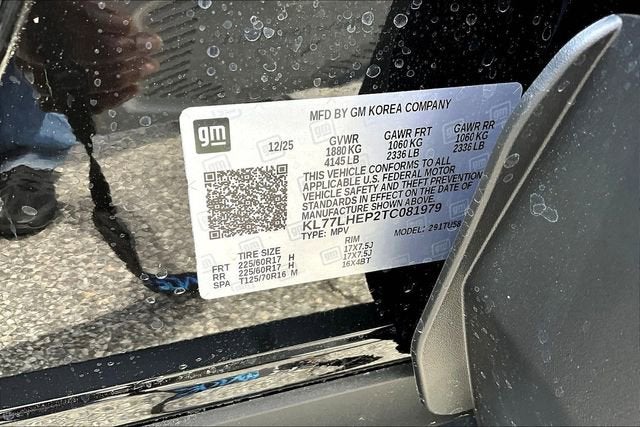 MFD BY GM KOREA COMPANY
gm
12/25 GVWR GAWR FRT GAWR RR
1880KG 1060 KG 1060 KG
4145 LB 2336 LB 2336 LB
THIS VEHICLE CONFORMS TO ALL
APPLICABLE U.S. FEDERAL MOTOR
VEHICLE SAFETY AND THEFT PREVENTION
STANDARDS IN EFFECT ON THE DATE OF
MANUFACTURE SHOWN ABOVE.
KL77LHEP2TC081979
TYPE: MPV MODEL: 291TU58
TIRE SIZE RIM
FRT 225/60R17 H 17X7.5J
RR 225/60R17 H 17X7.5J
SPA T125/70R16 M 16X4BT